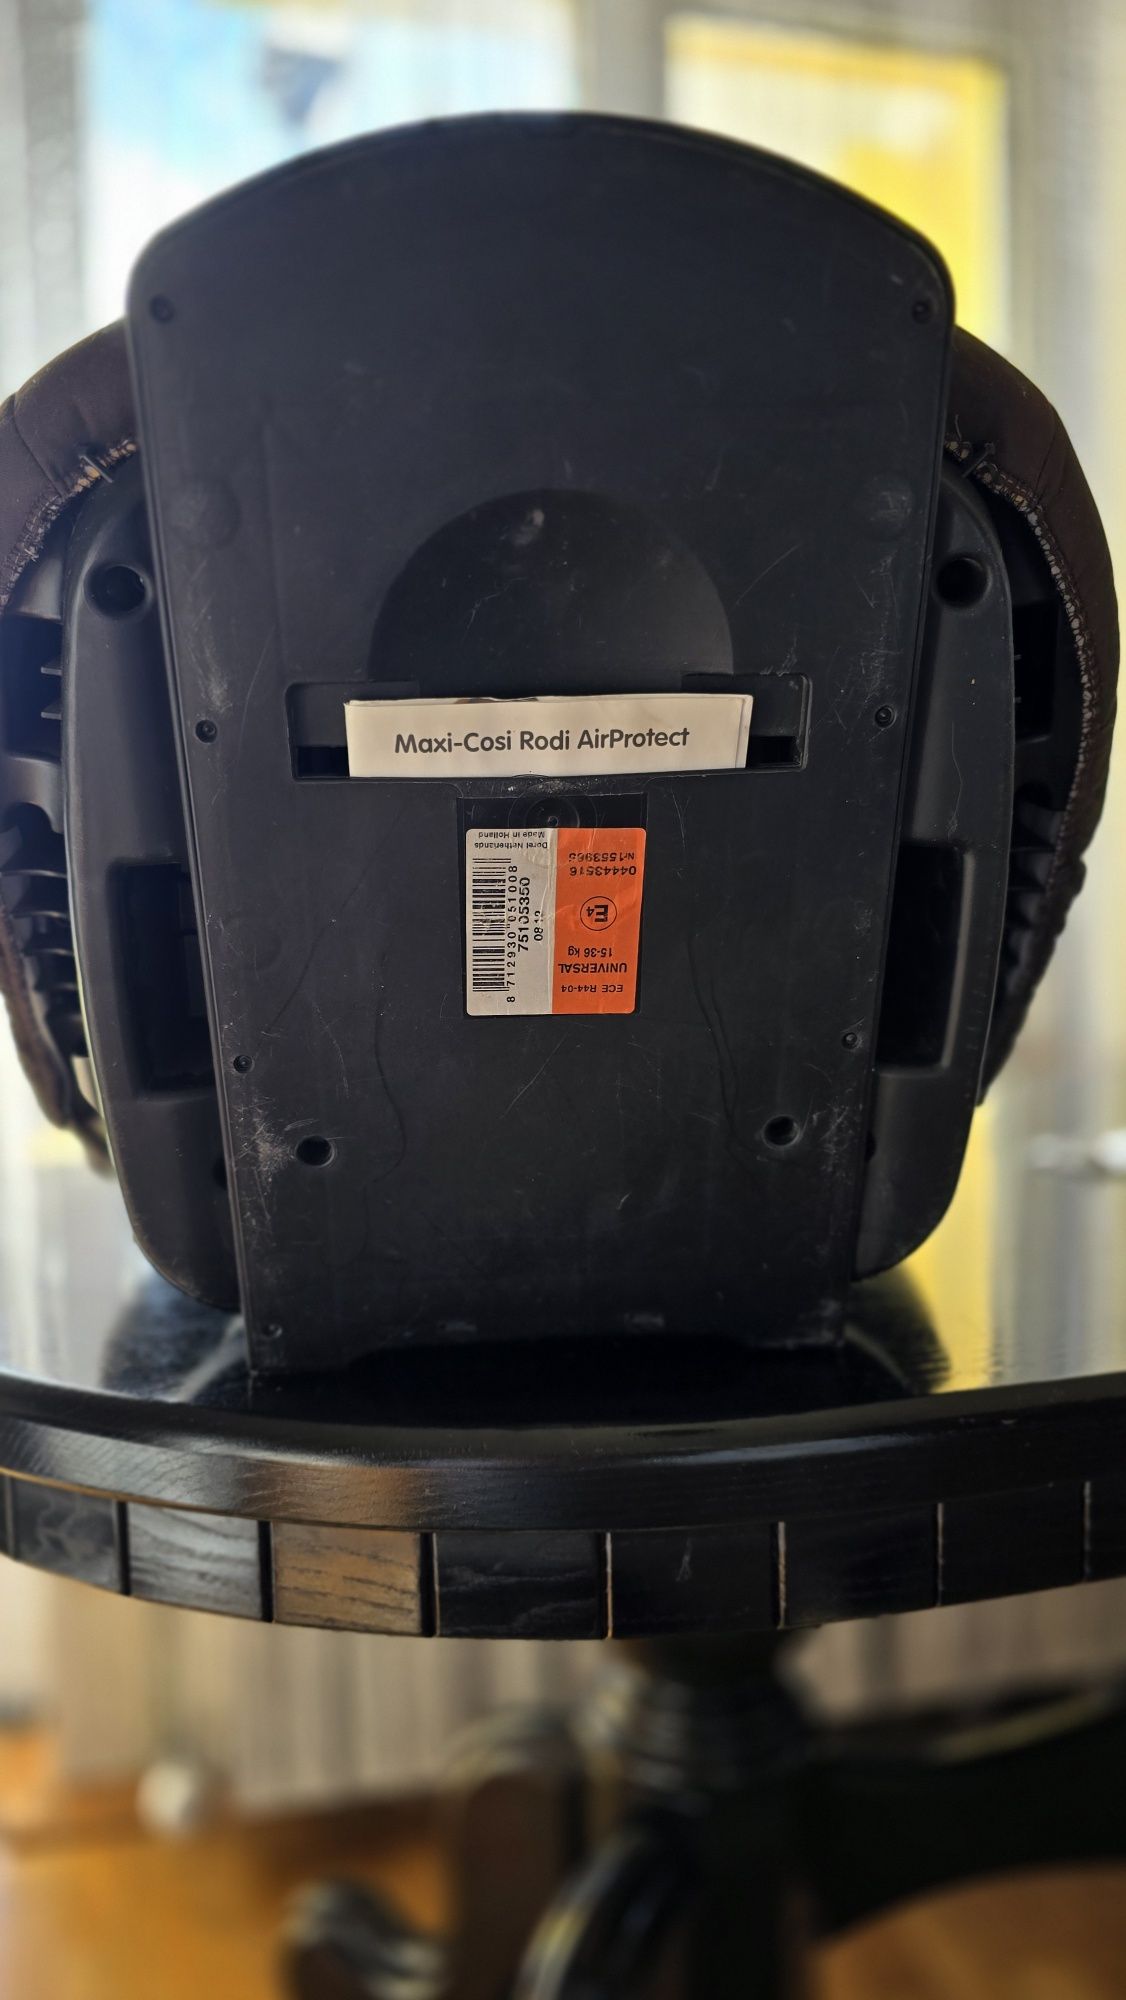 Maxi-Cosi Rodi AirProtect
ECE R44-04
UNIVERSAL
15-36 kg
E4
04443516
Nr1553965
8 712930 051008
75105350
08 12
Dorel Netherlands
Made in Holland